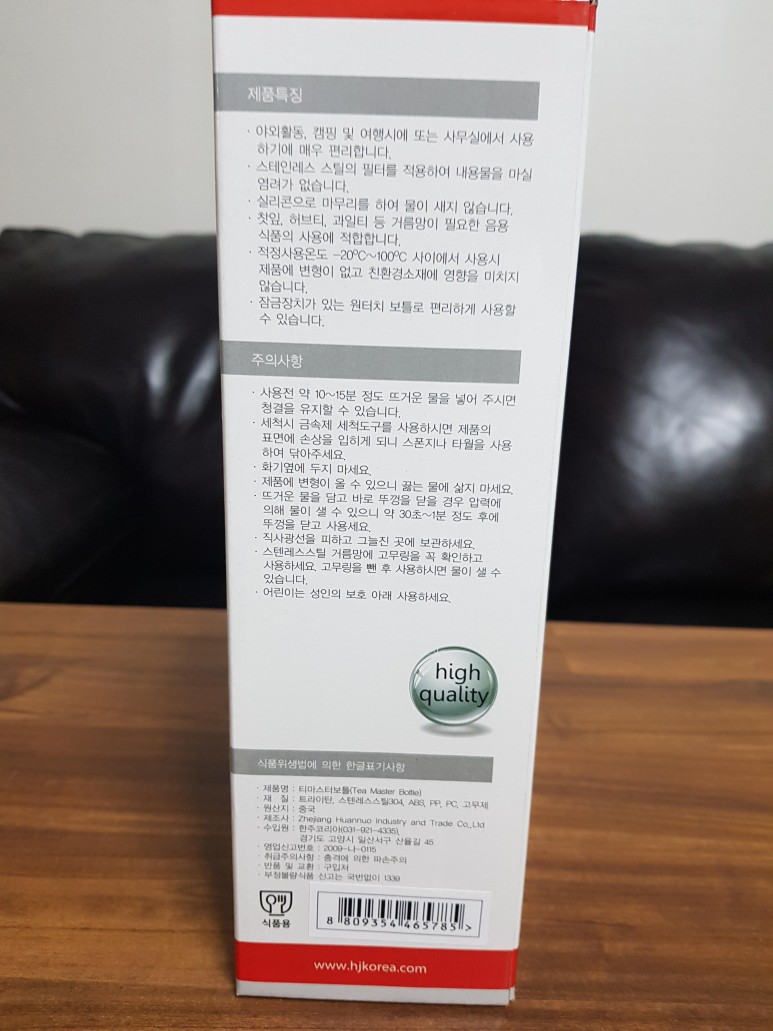 제품특징
· 야외활동, 캠핑 및 여행시에 또는 사무실에서 사용
하기에 매우 편리합니다.
· 스테인레스 스틸의 필터를 적용하여 내용물을 마실
염려가 없습니다.
· 실리콘으로 마무리를 하여 물이 새지 않습니다.
· 찻잎, 허브티, 과일티 등 거름망이 필요한 음용
식품의 사용에 적합합니다.
· 적정사용온도 -20℃~100℃ 사이에서 사용시
제품에 변형이 없고 친환경소재에 영향을 미치지
않습니다.
· 잠금장치가 있는 원터치 보틀로 편리하게 사용할
수 있습니다.
주의사항
· 사용전 약 10~15분 정도 뜨거운 물을 넣어 주시면
청결을 유지할 수 있습니다.
· 세척시 금속제 세척도구를 사용하시면 제품의
표면에 손상을 입히게 되니 스폰지나 타월을 사용
하여 닦아주세요.
· 화기옆에 두지 마세요.
· 제품에 변형이 올 수 있으니 끓는 물에 삶지 마세요.
· 뜨거운 물을 담고 바로 뚜껑을 닫을 경우 압력에
의해 물이 샐 수 있으니 약 30초~1분 정도 후에
뚜껑을 닫고 사용세요.
· 직사광선을 피하고 그늘진 곳에 보관하세요.
· 스텐레스스틸 거름망에 고무링을 꼭 확인하고
사용하세요. 고무링을 뺀 후 사용하시면 물이 샐 수
있습니다.
· 어린이는 성인의 보호 아래 사용하세요.
high
quality
식품위생법에 의한 한글표기사항
· 제품명 : 티마스터보틀(Tea Master Bottle)
· 재 질 : 트라이탄, 스텐레스스틸304, ABS, PP, PC, 고무제
· 원산지 : 중국
· 제조사 : Zhejiang Huannuo Industry and Trade Co.,Ltd
· 수입원 : 한주코리아(031-921-4335),
경기도 고양시 일산서구 산율길 45
· 영업신고번호 : 2009-나-0115
· 취급주의사항 : 충격에 의한 파손주의
· 반품 및 교환 : 구입처
· 부정불량식품 신고는 국번없이 1339
식품용
8 809354 465785 >
www.hjkorea.com